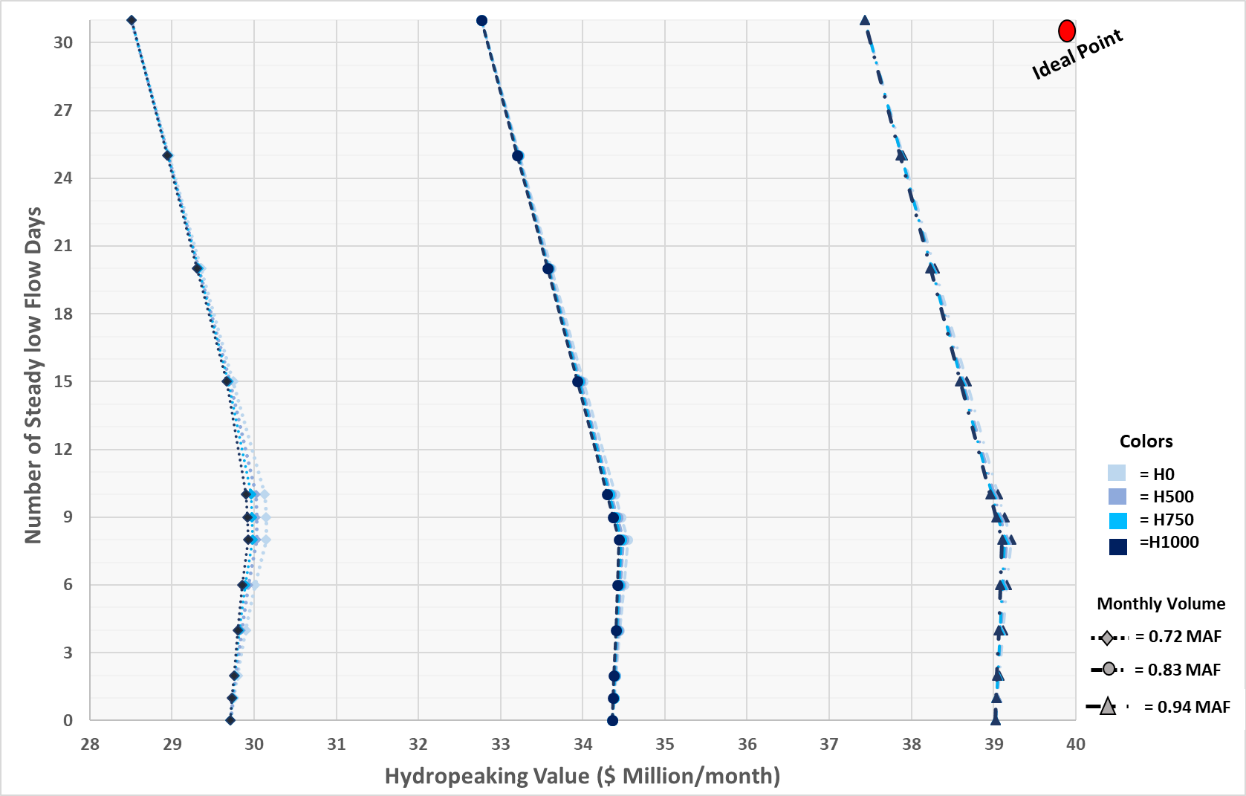 30
27
24
21
18
15
12
9
6
3
0
Number of Steady low Flow Days
28 29 30 31 32 33 34 35 36 37 38 39 40
Hydropeaking Value ($ Million/month)
Ideal Point
Colors
= H0
= H500
= H750
=H1000
Monthly Volume
= 0.72 MAF
= 0.83 MAF
= 0.94 MAF